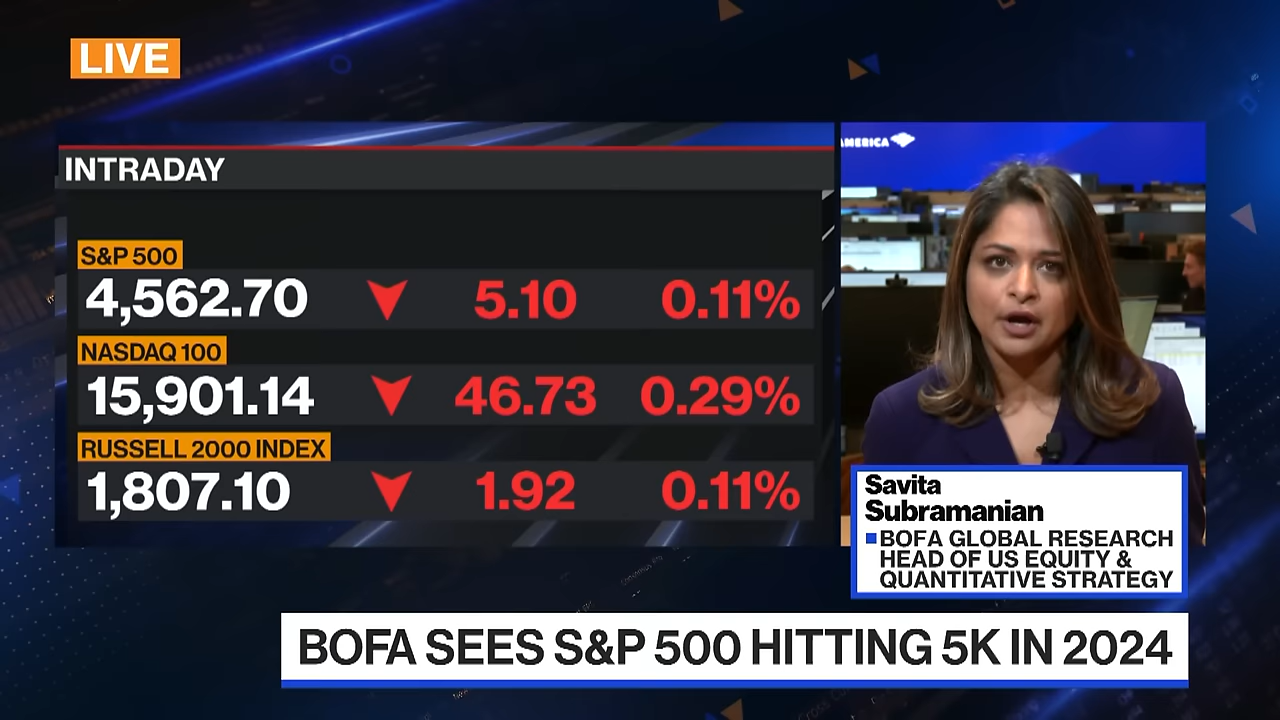 LIVE
INTRADAY
S&P 500
4,562.70 5.10 0.11%
NASDAQ 100
15,901.14 46.73 0.29%
RUSSELL 2000 INDEX
1,807.10 1.92 0.11%
AMERICA
Savita
Subramanian
BOFA GLOBAL RESEARCH
HEAD OF US EQUITY &
QUANTITATIVE STRATEGY
BOFA SEES S&P 500 HITTING 5K IN 2024